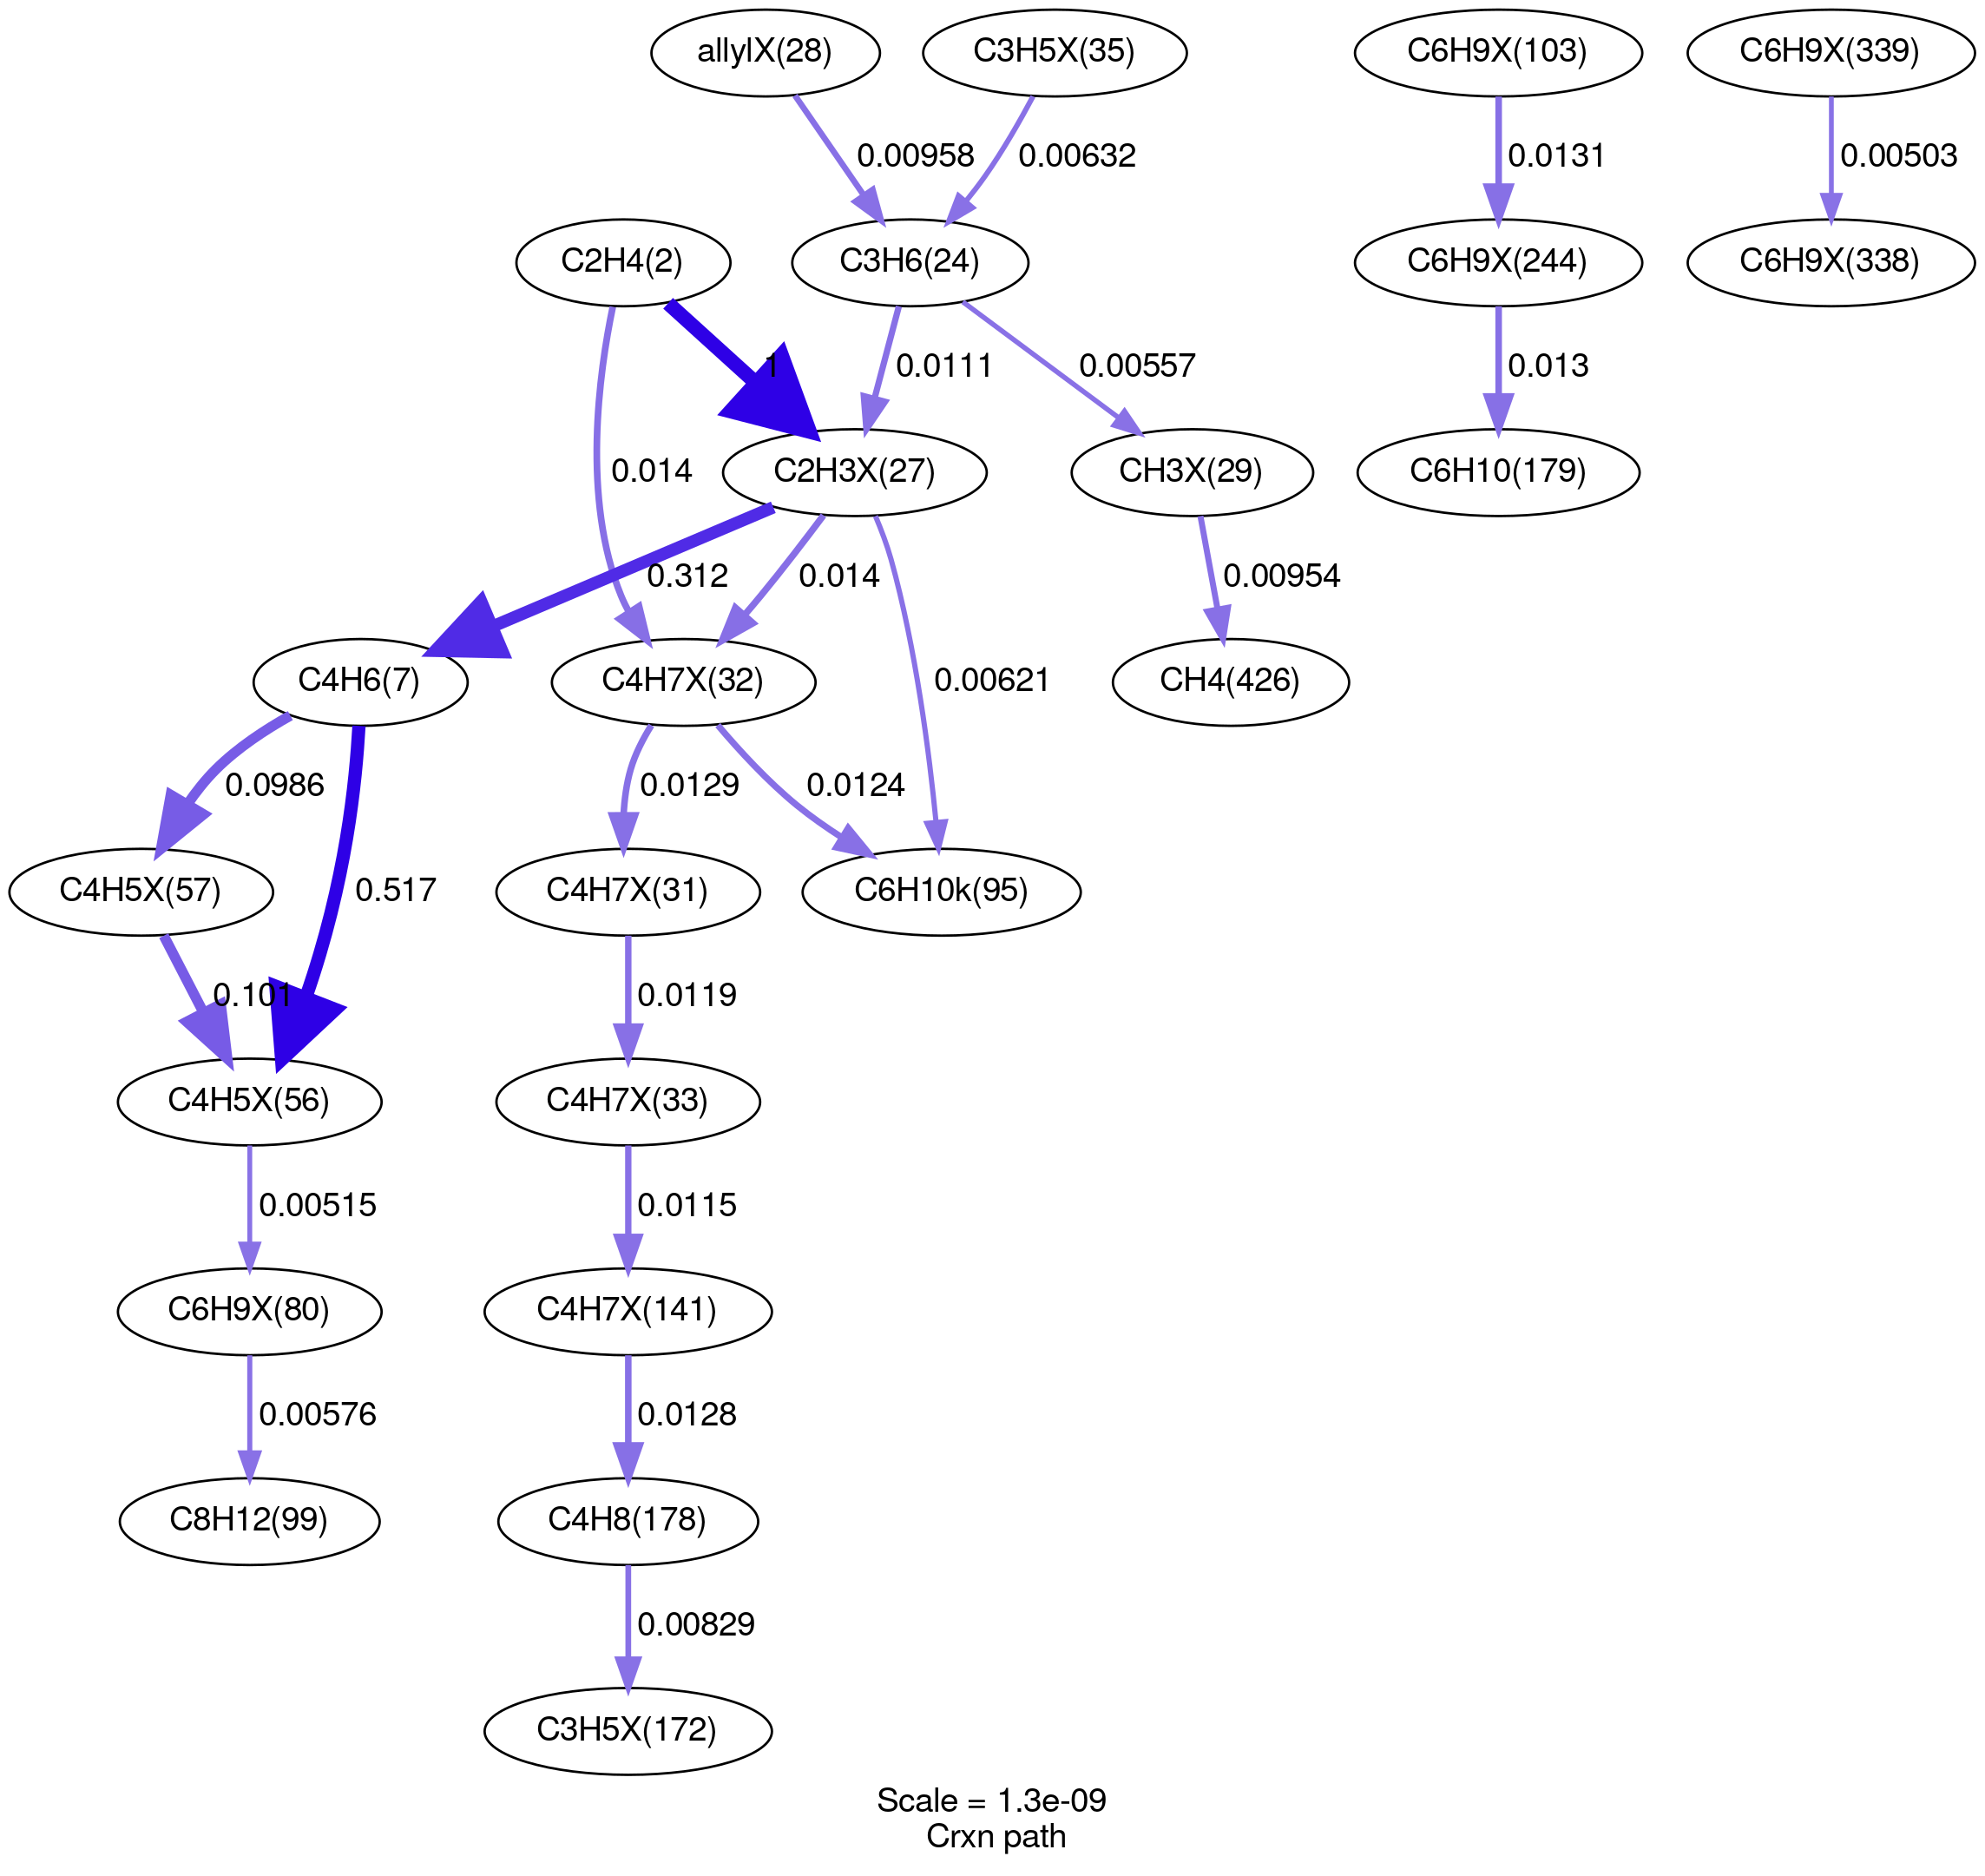 allylX(28)
C3H5X(35)
C6H9X(103)
C6H9X(339)
0.00958
0.00632
0.0131
0.00503
C2H4(2)
C3H6(24)
C6H9X(244)
C6H9X(338)
1
0.0111
0.00557
0.013
0.014
C2H3X(27)
CH3X(29)
C6H10(179)
0.312
0.014
0.00954
0.00621
C4H6(7)
C4H7X(32)
CH4(426)
0.0986
0.0129
0.0124
0.517
C4H5X(57)
C4H7X(31)
C6H10k(95)
0.101
0.0119
C4H5X(56)
C4H7X(33)
0.00515
0.0115
C6H9X(80)
C4H7X(141)
0.00576
0.0128
C8H12(99)
C4H8(178)
0.00829
C3H5X(172)
Scale = 1.3e-09
Crxn path